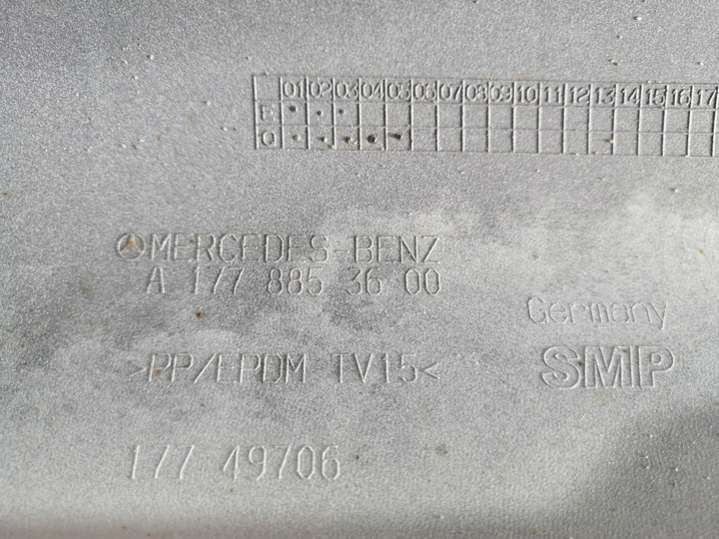 01 02 03 04 05 06 07 08 09 10 11 12 13 14 15 16 17
E
Q
MERCEDES-BENZ
A 177 885 36 00
Germany
>PP/EPDM TV15<
SMP
177 49706